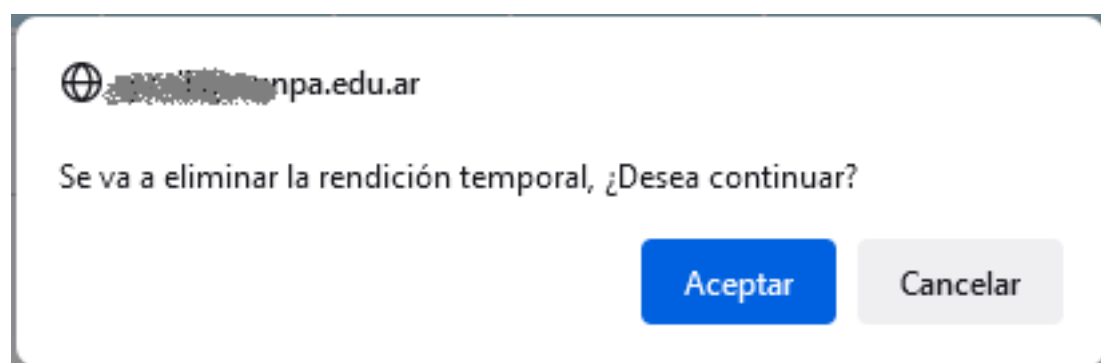 npa.edu.ar
Se va a eliminar la rendición temporal, ¿Desea continuar?
Aceptar Cancelar